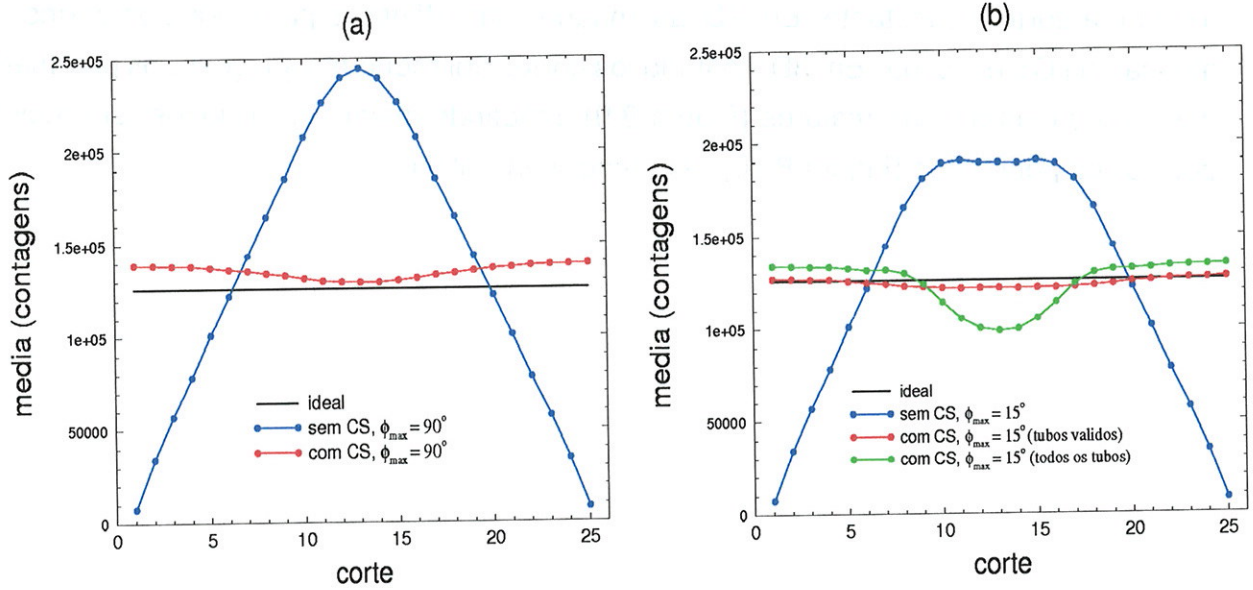 (a)
2.5e+05
2e+05
1.5e+05
1e+05
50000
0
media (contagens)
ideal
sem CS, ϕmax = 90°
com CS, ϕmax = 90°
0 5 10 15 20 25
corte
(b)
2.5e+05
2e+05
1.5e+05
1e+05
50000
0
media (contagens)
ideal
sem CS, ϕmax = 15°
com CS, ϕmax = 15° (tubos validos)
com CS, ϕmax = 15° (todos os tubos)
0 5 10 15 20 25
corte